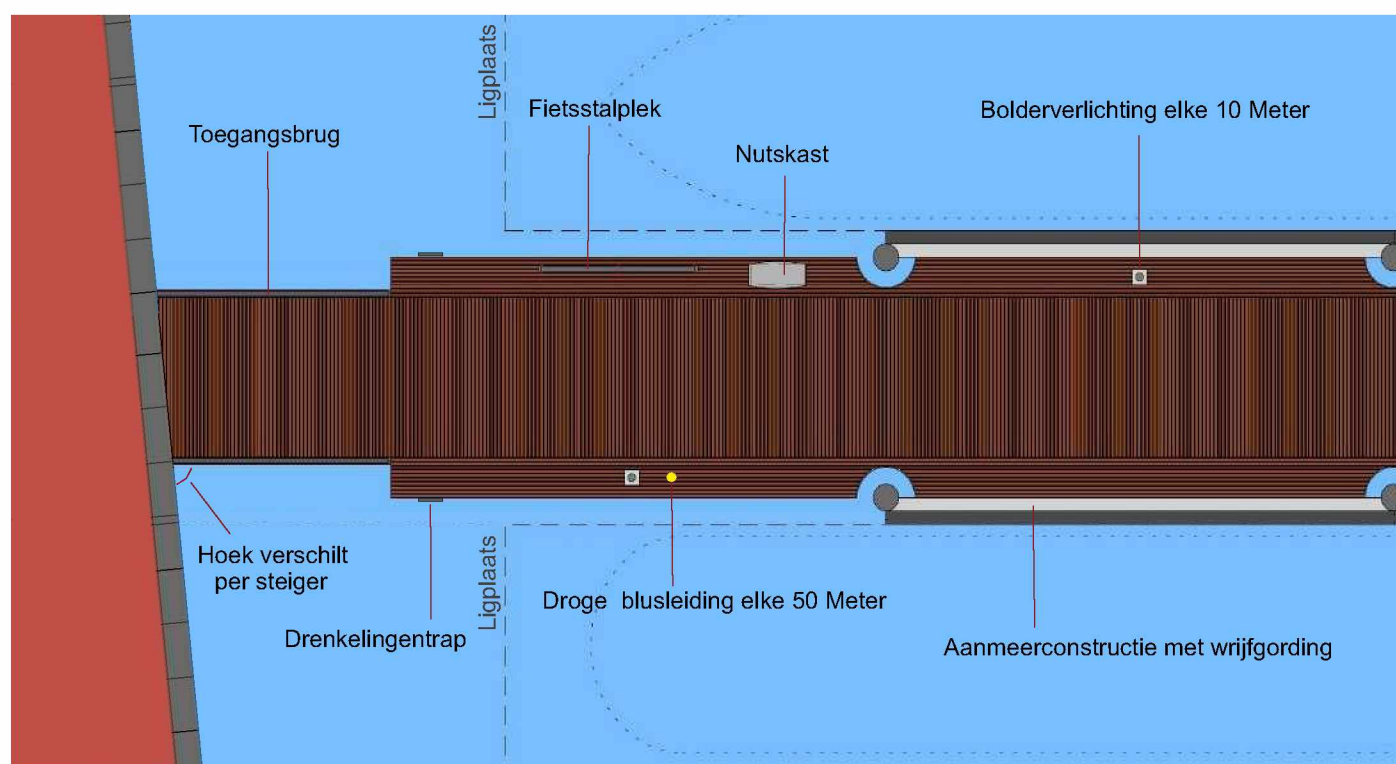 Ligplaats
Fietsstalplek
Bolderverlichting elke 10 Meter
Toegangsbrug
Nutskast
Hoek verschilt
per steiger
Ligplaats
Droge blusleiding elke 50 Meter
Drenkelingentrap
Aanmeerconstructie met wrijfgording